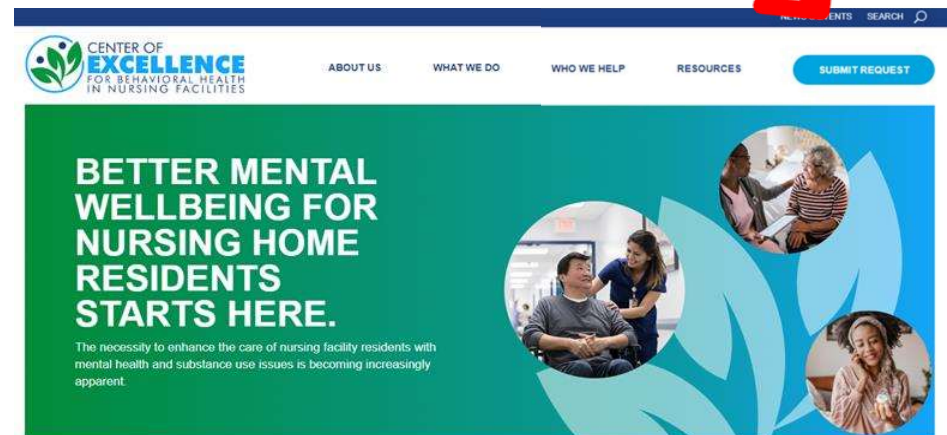 EVENTS SEARCH
CENTER OF
EXCELLENCE
FOR BEHAVIORAL HEALTH
IN NURSING FACILITIES
ABOUT US WHAT WE DO WHO WE HELP RESOURCES SUBMIT REQUEST
BETTER MENTAL
WELLBEING FOR
NURSING HOME
RESIDENTS
STARTS HERE.
The necessity to enhance the care of nursing facility residents with
mental health and substance use issues is becoming increasingly
apparent.